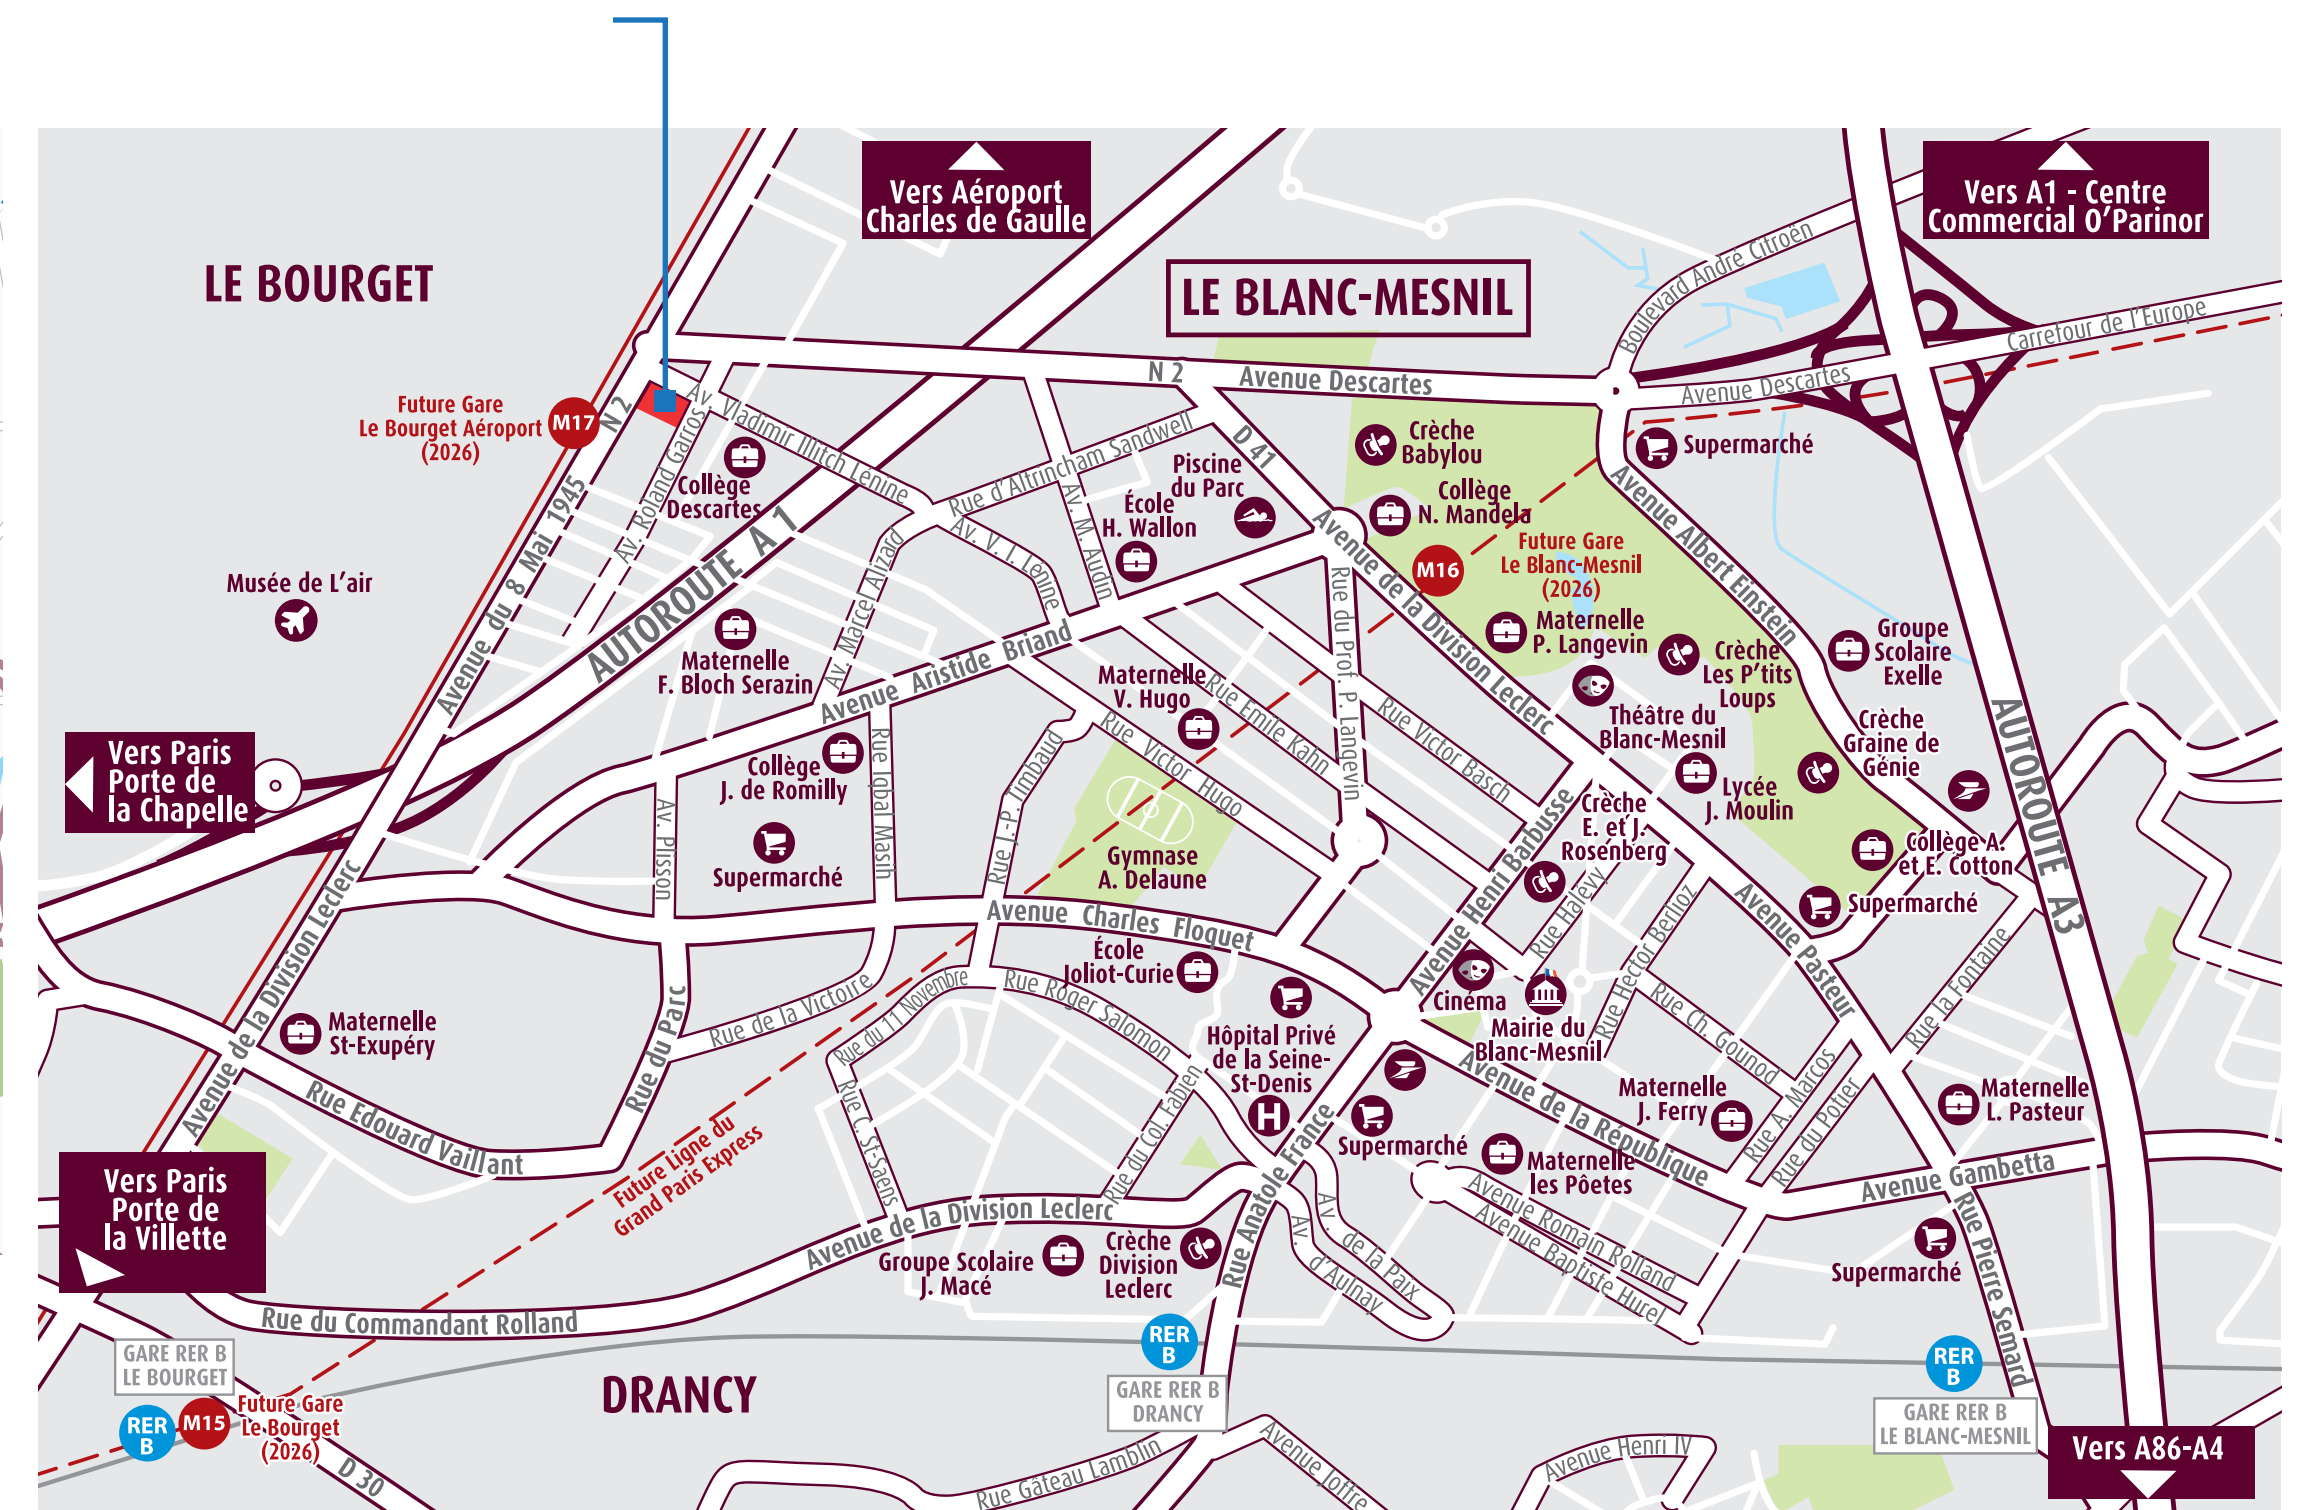 Vers Aéroport
Charles de Gaulle
Vers A1 - Centre
Commercial O'Parinor
LE BOURGET
LE BLANC-MESNIL
Boulevard Andre Citroën
Carrefour de l'Europe
N 2
Avenue Descartes
Avenue Descartes
Future Gare
Le Bourget Aéroport
(2026)
M17
N 2
Av. Vladimir Illitch Lénine
Av. Roland Garros
Collège
Descartes
Rue d'Altrincham Sandwell
D 41
Piscine
du Parc
École
H. Wallon
Crèche
Babylou
Collège
N. Mandela
Supermarché
Avenue Albert Einstein
Future Gare
Le Blanc-Mesnil
(2026)
M16
Avenue du 8 Mai 1945
AUTOROUTE A 1
Av. V. I. Lénine
Av. M. Audin
Av. Marcel Alizard
Musée de L'air
Maternelle
F. Bloch Serazin
Avenue Aristide Briand
Rue du Prof. P. Langevin
Avenue de la Division Leclerc
Maternelle
P. Langevin
Crèche
Les P'tits
Loups
Groupe
Scolaire
Exelle
Maternelle
V. Hugo
Rue Emile Kahn
Rue Victor Basch
Rue Victor Hugo
Théâtre du
Blanc-Mesnil
Lycée
J. Moulin
Crèche
Graine de
Génie
AUTOROUTE A3
Vers Paris
Porte de
la Chapelle
Collège
J. de Romilly
Rue Iqbal Masih
Av. Plisson
Rue J.-P. Timbaud
Supermarché
Gymnase
A. Delaune
Avenue Henri Barbusse
Crèche
E. et J.
Rosenberg
Rue Halévy
Rue Hector Berlioz
Collège A.
et E. Cotton
Supermarché
Avenue Pasteur
Rue la Fontaine
Avenue de la Division Leclerc
Avenue Charles Floquet
École
Joliot-Curie
Cinéma
Mairie du
Blanc-Mesnil
Rue Ch. Gounod
Maternelle
St-Exupéry
Rue du Parc
Rue de la Victoire
Rue du 11 Novembre
Rue Roger Salomon
Hôpital Privé
de la Seine-
St-Denis
H
Rue Edouard Vaillant
Rue C. St-Saens
Rue du Col. Fabien
Supermarché
Avenue de la République
Maternelle
J. Ferry
Rue A. Marcos
Rue du Potier
Maternelle
L. Pasteur
Maternelle
les Pôetes
Avenue Gambetta
Future Ligne du
Grand Paris Express
Vers Paris
Porte de
la Villette
Avenue de la Division Leclerc
Groupe Scolaire
J. Macé
Crèche
Division
Leclerc
Rue Anatole France
Av. de la Paix
Av. d'Aulnay
Avenue Romain Rolland
Avenue Baptiste Hurel
Supermarché
Rue Pierre Semard
Rue du Commandant Rolland
GARE RER B
LE BOURGET
RER
B
M15
Future Gare
Le Bourget
(2026)
D 30
DRANCY
RER
B
GARE RER B
DRANCY
RER
B
GARE RER B
LE BLANC-MESNIL
Rue Gâteau Lamblin
Avenue Joffre
Avenue Henri IV
Vers A86-A4